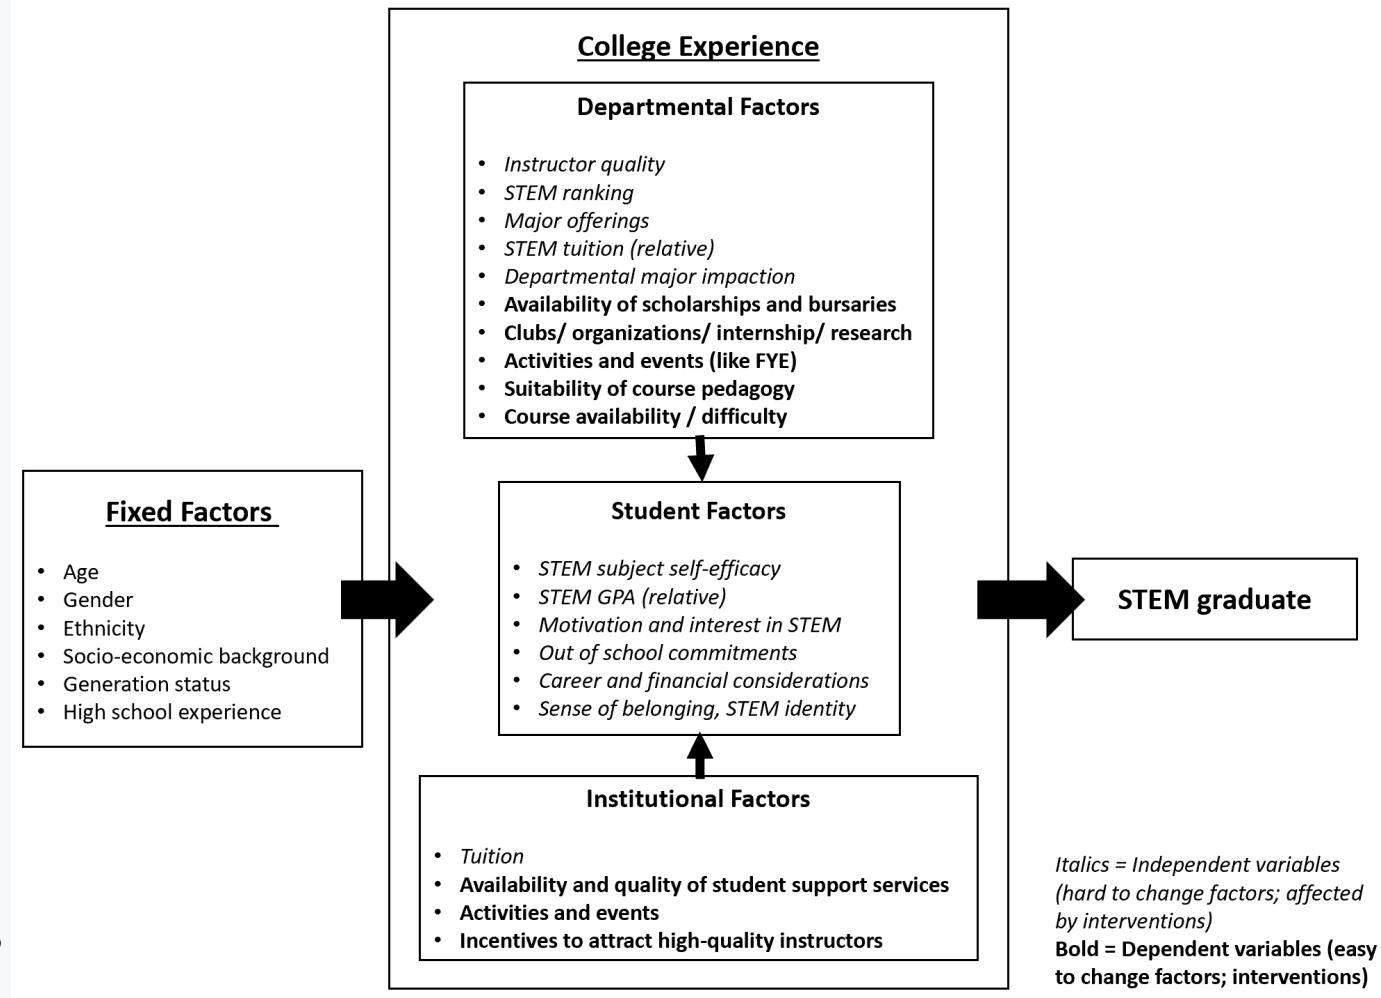 College Experience
Departmental Factors
• Instructor quality
• STEM ranking
• Major offerings
• STEM tuition (relative)
• Departmental major impaction
• Availability of scholarships and bursaries
• Clubs/ organizations/ internship/ research
• Activities and events (like FYE)
• Suitability of course pedagogy
• Course availability / difficulty
Fixed Factors
• Age
• Gender
• Ethnicity
• Socio-economic background
• Generation status
• High school experience
Student Factors
• STEM subject self-efficacy
• STEM GPA (relative)
• Motivation and interest in STEM
• Out of school commitments
• Career and financial considerations
• Sense of belonging, STEM identity
STEM graduate
Institutional Factors
• Tuition
• Availability and quality of student support services
• Activities and events
• Incentives to attract high-quality instructors
Italics = Independent variables
(hard to change factors; affected
by interventions)
Bold = Dependent variables (easy
to change factors; interventions)